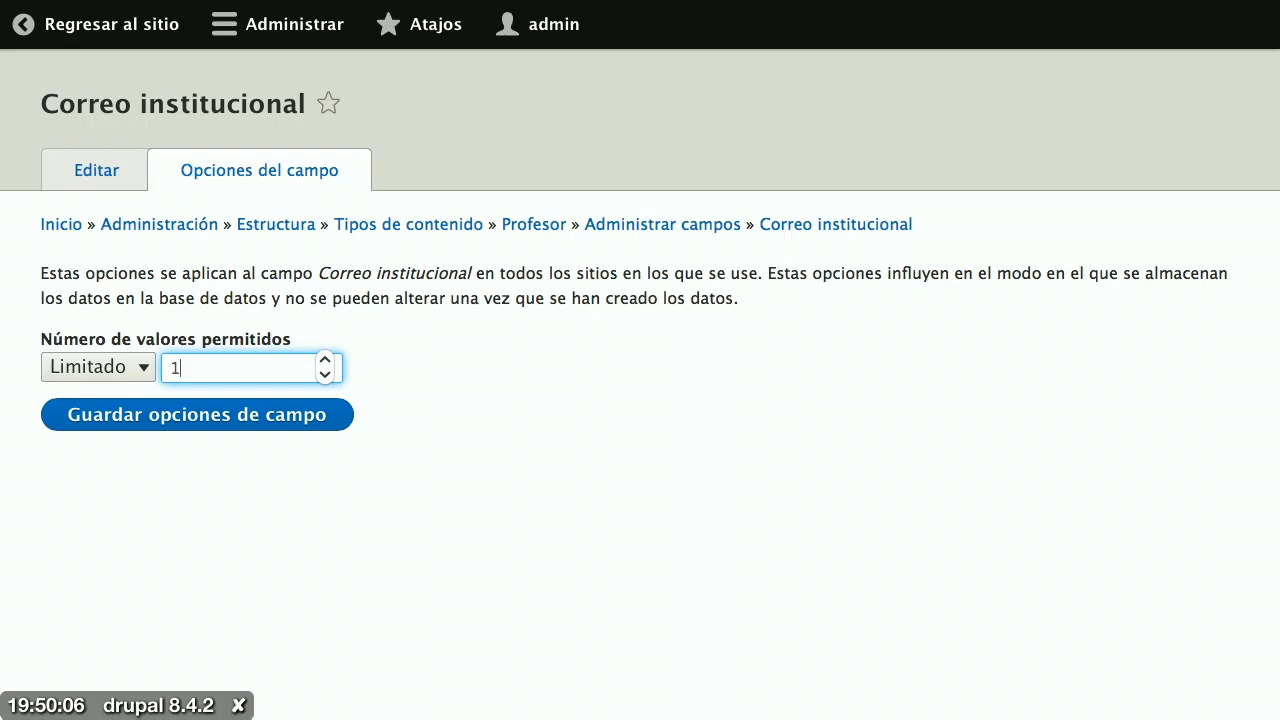 Regresar al sitio Administrar Atajos admin
Correo institucional
Editar Opciones del campo
Inicio » Administración » Estructura » Tipos de contenido » Profesor » Administrar campos » Correo institucional
Estas opciones se aplican al campo Correo institucional en todos los sitios en los que se use. Estas opciones influyen en el modo en el que se almacenan
los datos en la base de datos y no se pueden alterar una vez que se han creado los datos.
Número de valores permitidos
Limitado 1
Guardar opciones de campo
19:50:06 drupal 8.4.2 ✘